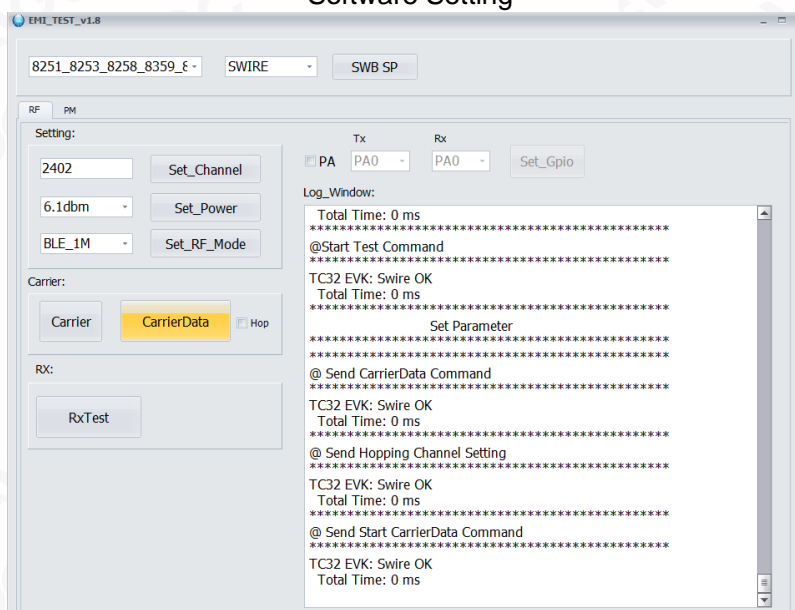 Software Setting
EMI_TEST_v1.8
8251_8253_8258_8359_8
SWIRE
SWB SP
RF
PM
Setting:
2402
Set_Channel
6.1dbm
Set_Power
BLE_1M
Set_RF_Mode
Carrier:
Carrier
CarrierData
Hop
RX:
RxTest
Tx
Rx
PA
PA0
PA0
Set_Gpio
Log_Window:
Total Time: 0 ms
**************************************************
@Start Test Command
**************************************************
TC32 EVK: Swire OK
Total Time: 0 ms
**************************************************
Set Parameter
**************************************************
**************************************************
@ Send CarrierData Command
**************************************************
TC32 EVK: Swire OK
Total Time: 0 ms
**************************************************
@ Send Hopping Channel Setting
**************************************************
TC32 EVK: Swire OK
Total Time: 0 ms
**************************************************
@ Send Start CarrierData Command
**************************************************
TC32 EVK: Swire OK
Total Time: 0 ms